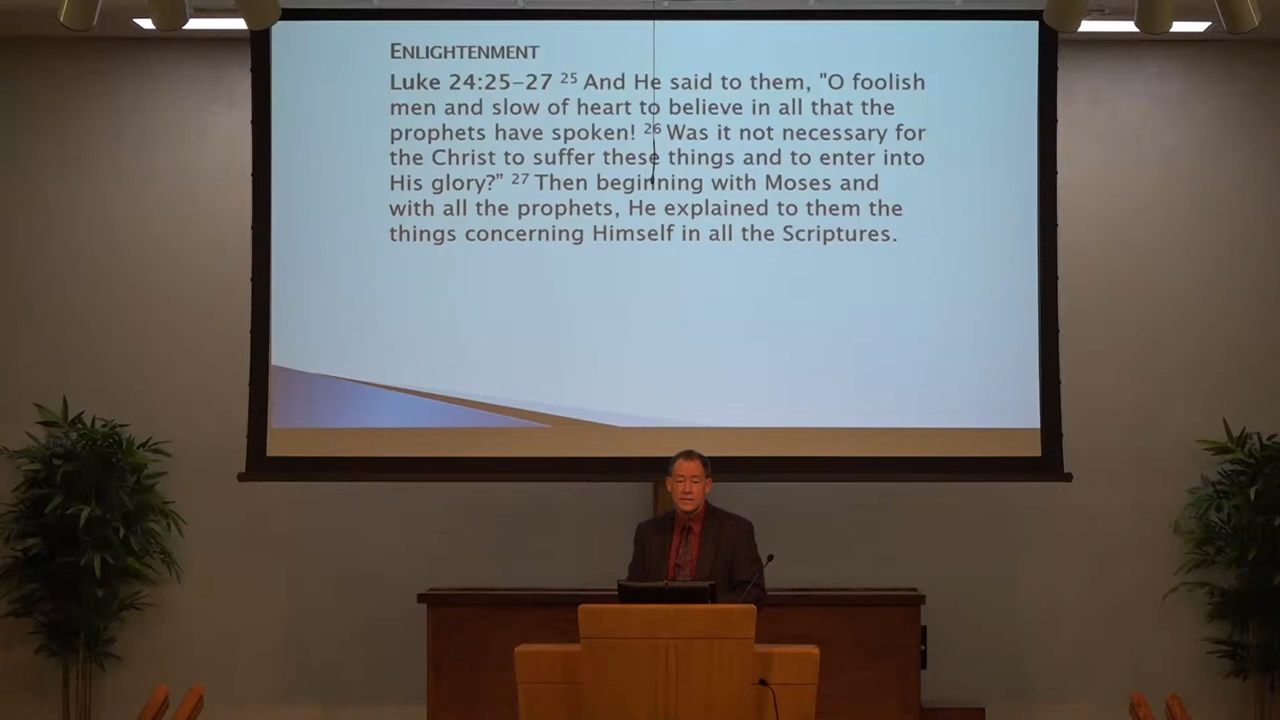 ENLIGHTENMENT
Luke 24:25–27 25 And He said to them, "O foolish
men and slow of heart to believe in all that the
prophets have spoken! 26 Was it not necessary for
the Christ to suffer these things and to enter into
His glory?” 27 Then beginning with Moses and
with all the prophets, He explained to them the
things concerning Himself in all the Scriptures.